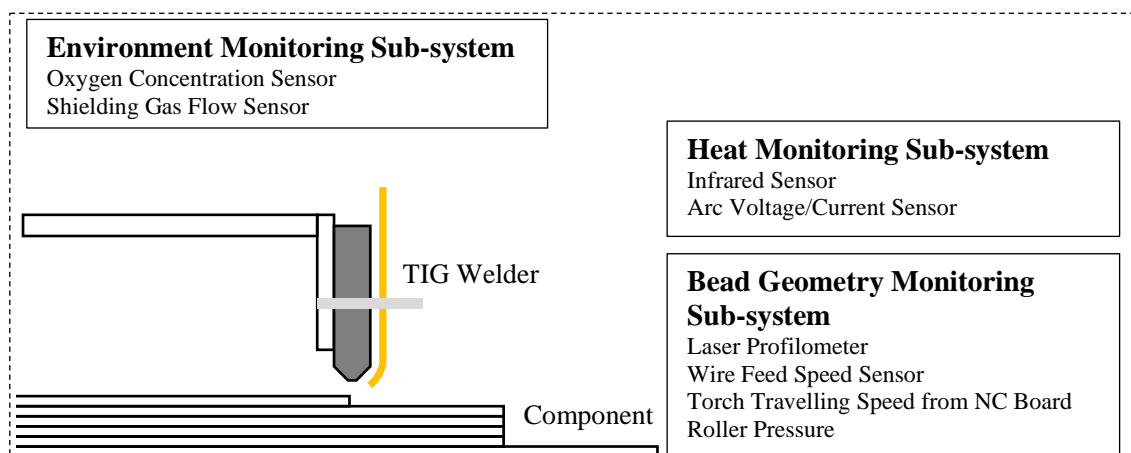 Environment Monitoring Sub-system
Oxygen Concentration Sensor
Shielding Gas Flow Sensor
Heat Monitoring Sub-system
Infrared Sensor
Arc Voltage/Current Sensor
TIG Welder
Bead Geometry Monitoring
Sub-system
Laser Profilometer
Wire Feed Speed Sensor
Torch Travelling Speed from NC Board
Roller Pressure
Component